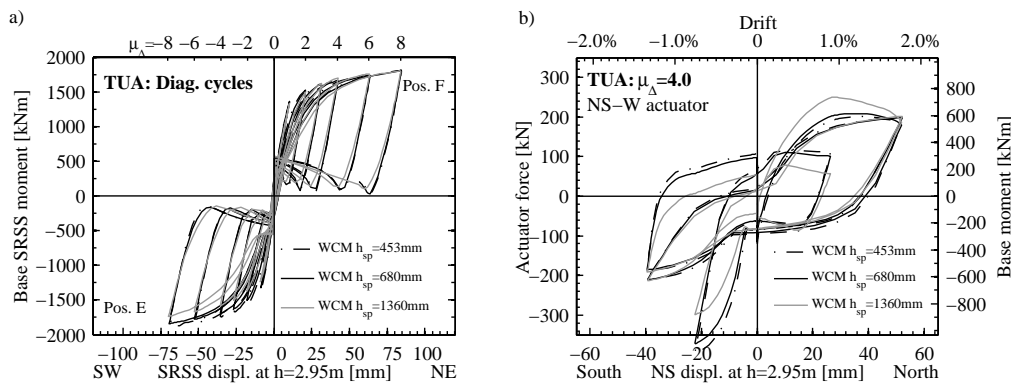 a)
μΔ= −8 −6 −4 −2 0 2 4 6 8
2000
1500
1000
500
0
−500
−1000
−1500
−2000
Base SRSS moment [kNm]
TUA: Diag. cycles
Pos. F
Pos. E
WCM hsp=453mm
WCM hsp=680mm
WCM hsp=1360mm
−100 −75 −50 −25 0 25 50 75 100
SW SRSS displ. at h=2.95m [mm] NE
b)
Drift
−2.0% −1.0% 0 1.0% 2.0%
300
200
100
0
−100
−200
−300
Actuator force [kN]
TUA: μΔ=4.0
NS−W actuator
800
600
400
200
0
−200
−400
−600
−800
Base moment [kNm]
WCM hsp=453mm
WCM hsp=680mm
WCM hsp=1360mm
−60 −40 −20 0 20 40 60
South NS displ. at h=2.95m [mm] North